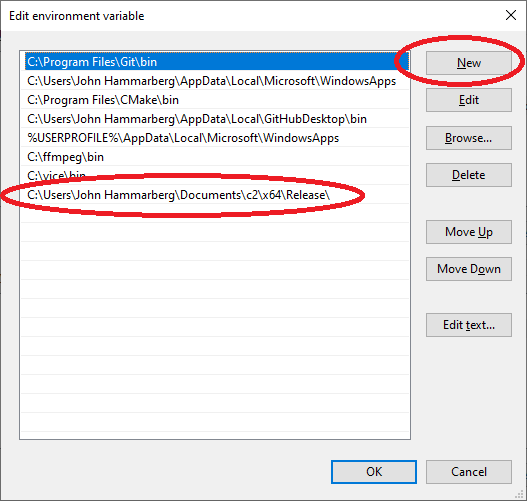 Edit environment variable
C:\Program Files\Git\bin
New
C:\Users\John Hammarberg\AppData\Local\Microsoft\WindowsApps
C:\Program Files\CMake\bin
Edit
C:\Users\John Hammarberg\AppData\Local\GitHubDesktop\bin
%USERPROFILE%\AppData\Local\Microsoft\WindowsApps
Browse...
C:\ffmpeg\bin
C:\vice\bin
Delete
C:\Users\John Hammarberg\Documents\c2\x64\Release\
Move Up
Move Down
Edit text...
OK
Cancel